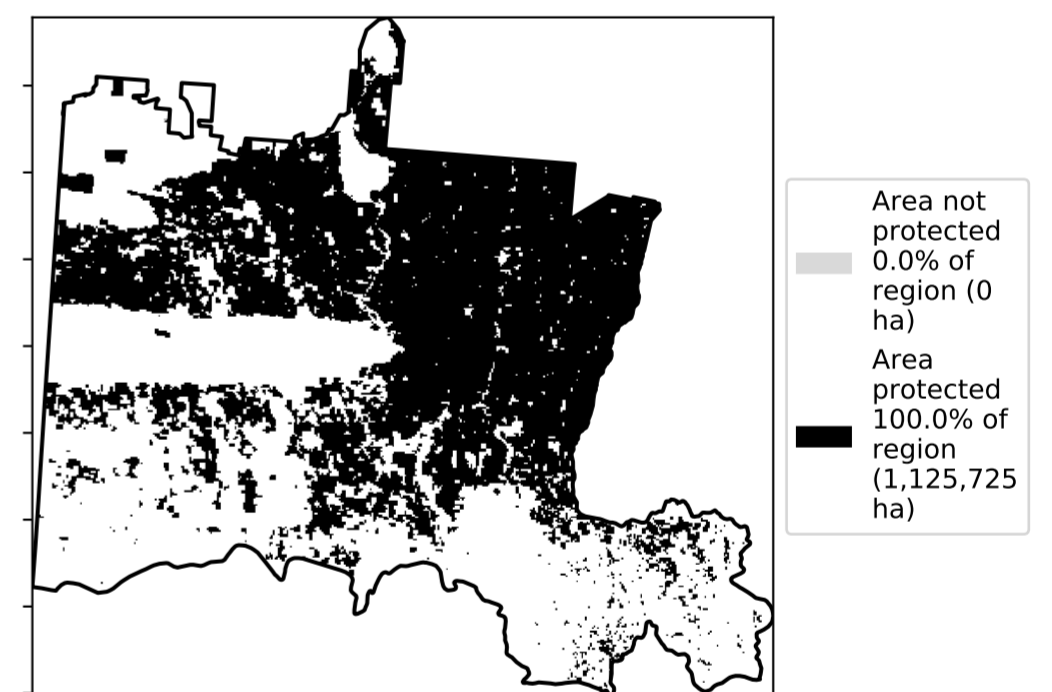 Area not
protected
0.0% of
region (0
ha)
Area
protected
100.0% of
region
(1,125,725
ha)